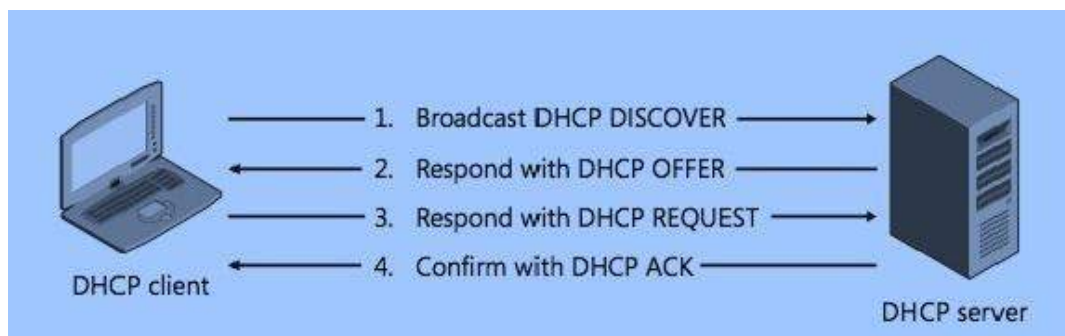 1. Broadcast DHCP DISCOVER
2. Respond with DHCP OFFER
3. Respond with DHCP REQUEST
4. Confirm with DHCP ACK
DHCP client
DHCP server